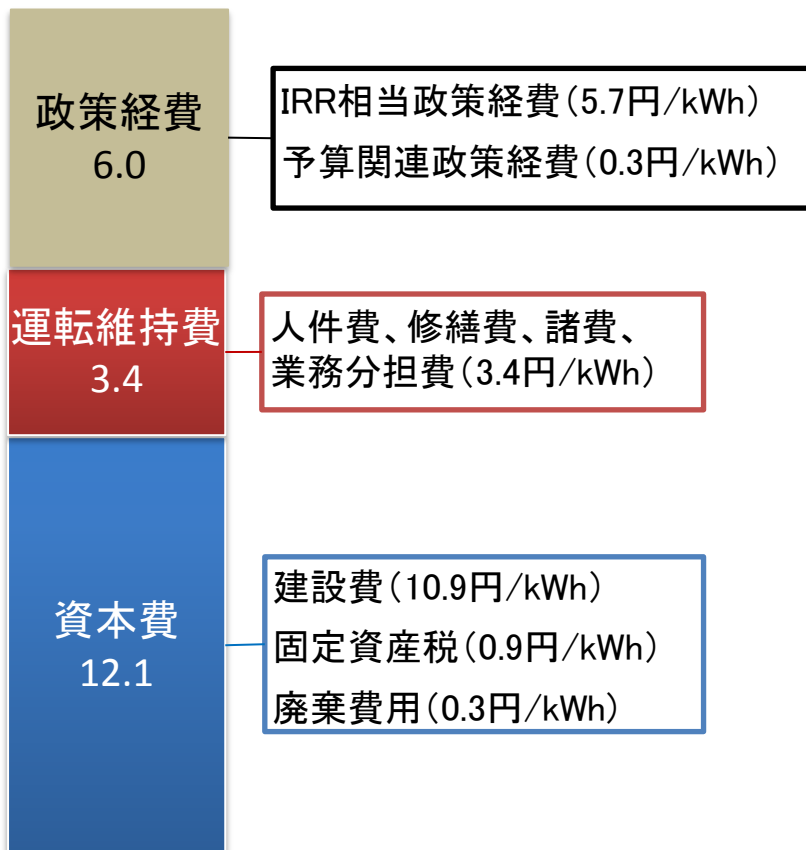 政策経費
6.0
IRR相当政策経費(5.7円/kWh)
予算関連政策経費(0.3円/kWh)
運転維持費
3.4
人件費、修繕費、諸費、
業務分担費(3.4円/kWh)
資本費
12.1
建設費(10.9円/kWh)
固定資産税(0.9円/kWh)
廃棄費用(0.3円/kWh)